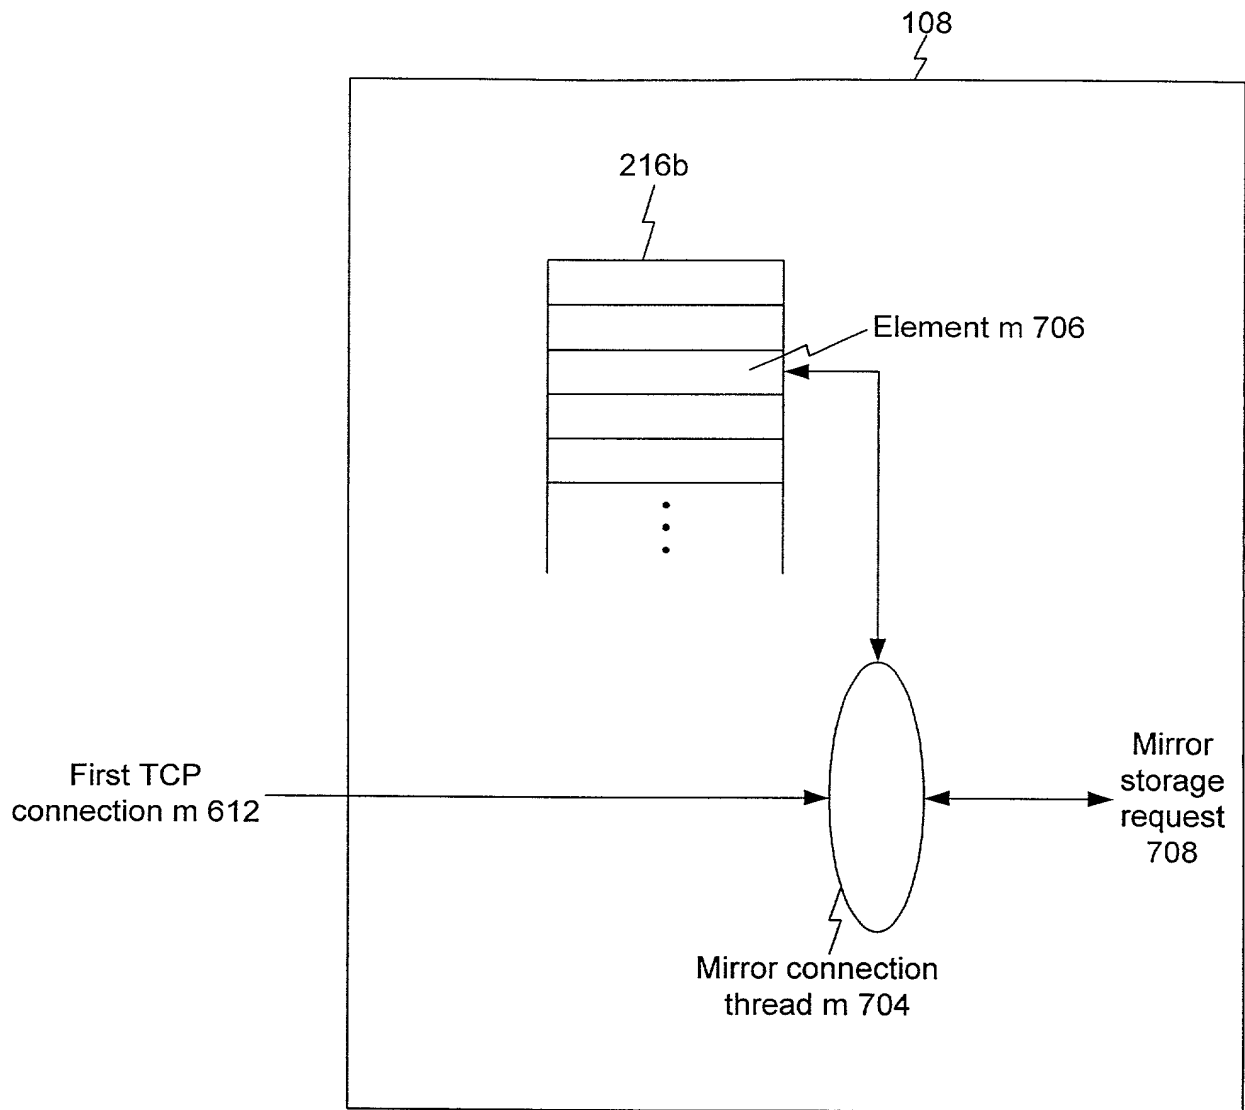 108
216b
Element m 706
First TCP
connection m 612
Mirror
storage
request
708
Mirror connection
thread m 704